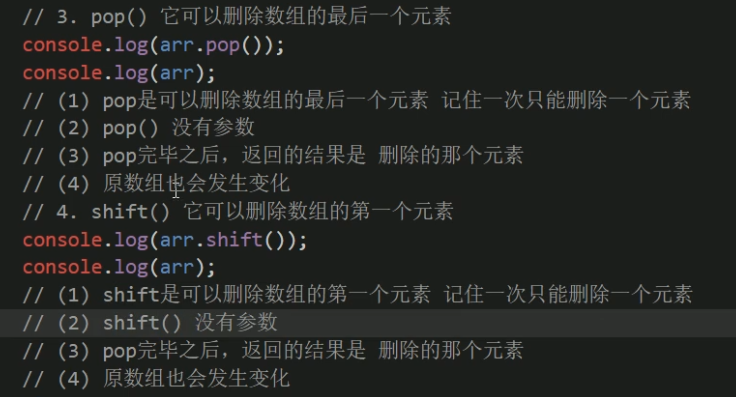 // 3. pop() 它可以删除数组的最后一个元素
console.log(arr.pop());
console.log(arr);
// (1) pop是可以删除数组的最后一个元素 记住一次只能删除一个元素
// (2) pop() 没有参数
// (3) pop完毕之后，返回的结果是 删除的那个元素
// (4) 原数组也会发生变化
// 4. shift() 它可以删除数组的第一个元素
console.log(arr.shift());
console.log(arr);
// (1) shift是可以删除数组的第一个元素 记住一次只能删除一个元素
// (2) shift() 没有参数
// (3) pop完毕之后，返回的结果是 删除的那个元素
// (4) 原数组也会发生变化